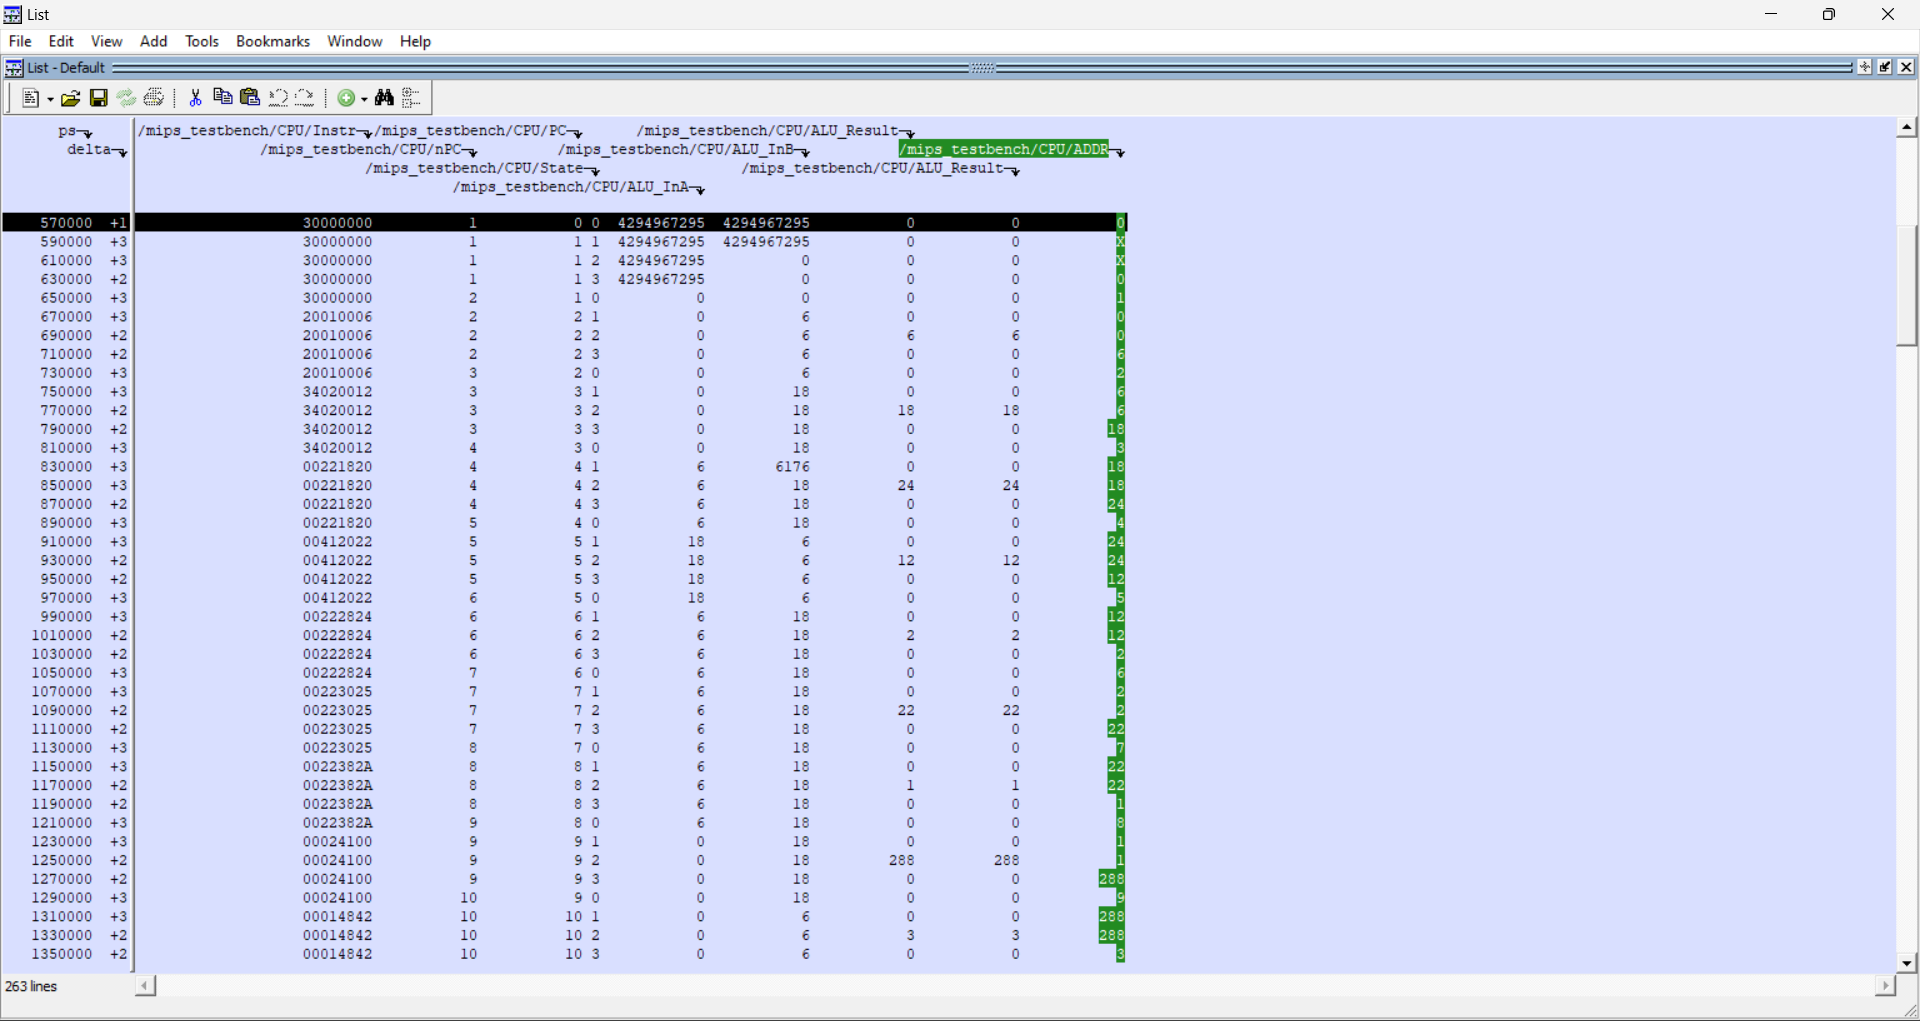 List
File Edit View Add Tools Bookmarks Window Help
List - Default
ps /mips_testbench/CPU/Instr /mips_testbench/CPU/PC /mips_testbench/CPU/ALU_Result
delta /mips_testbench/CPU/nPC /mips_testbench/CPU/ALU_InB /mips_testbench/CPU/ADDR
/mips_testbench/CPU/State /mips_testbench/CPU/ALU_Result
/mips_testbench/CPU/ALU_InA
570000 +1 30000000 1 0 0 4294967295 4294967295 0 0 0
590000 +3 30000000 1 1 1 4294967295 4294967295 0 0 X
610000 +3 30000000 1 1 2 4294967295 0 0 0 X
630000 +2 30000000 1 1 3 4294967295 0 0 0 0
650000 +3 30000000 2 1 0 0 0 0 0 1
670000 +3 20010006 2 2 1 0 6 0 0 0
690000 +2 20010006 2 2 2 0 6 6 6 0
710000 +2 20010006 2 2 3 0 6 0 0 6
730000 +3 20010006 3 2 0 0 6 0 0 2
750000 +3 34020012 3 3 1 0 18 0 0 6
770000 +2 34020012 3 3 2 0 18 18 18 6
790000 +2 34020012 3 3 3 0 18 0 0 18
810000 +3 34020012 4 3 0 0 18 0 0 3
830000 +3 00221820 4 4 1 6 6176 0 0 18
850000 +3 00221820 4 4 2 6 18 24 24 18
870000 +2 00221820 4 4 3 6 18 0 0 24
890000 +3 00221820 5 4 0 6 18 0 0 4
910000 +3 00412022 5 5 1 18 6 0 0 24
930000 +2 00412022 5 5 2 18 6 12 12 24
950000 +2 00412022 5 5 3 18 6 0 0 12
970000 +3 00412022 6 5 0 18 6 0 0 5
990000 +3 00222824 6 6 1 6 18 0 0 12
1010000 +2 00222824 6 6 2 6 18 2 2 12
1030000 +2 00222824 6 6 3 6 18 0 0 2
1050000 +3 00222824 7 6 0 6 18 0 0 6
1070000 +3 00223025 7 7 1 6 18 0 0 2
1090000 +2 00223025 7 7 2 6 18 22 22 2
1110000 +2 00223025 7 7 3 6 18 0 0 22
1130000 +3 00223025 8 7 0 6 18 0 0 7
1150000 +3 0022382A 8 8 1 6 18 0 0 22
1170000 +2 0022382A 8 8 2 6 18 1 1 22
1190000 +2 0022382A 8 8 3 6 18 0 0 1
1210000 +3 0022382A 9 8 0 6 18 0 0 8
1230000 +3 00024100 9 9 1 0 18 0 0 1
1250000 +2 00024100 9 9 2 0 18 288 288 1
1270000 +2 00024100 9 9 3 0 18 0 0 288
1290000 +3 00024100 10 9 0 0 18 0 0 9
1310000 +3 00014842 10 10 1 0 6 0 0 288
1330000 +2 00014842 10 10 2 0 6 3 3 288
1350000 +2 00014842 10 10 3 0 6 0 0 3
263 lines